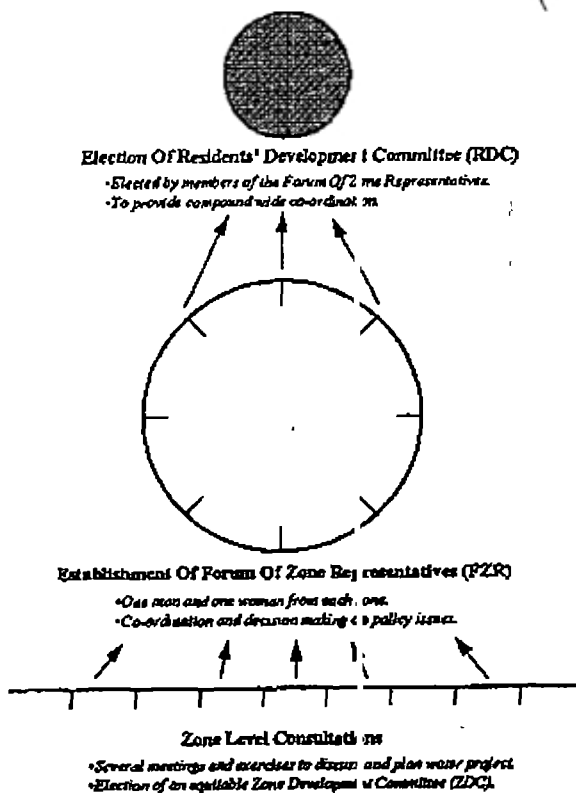 Election Of Residents' Development Committee (RDC)
•Elected by members of the Forum Of Zone Representatives.
•To provide compound wide co-ordination.
Establishment Of Forum Of Zone Representatives (FZR)
•One man and one woman from each zone.
•Co-ordination and decision making on policy issues.
Zone Level Consultations
•Several meetings and exercises to discuss and plan water project.
•Election of an equitable Zone Development Committee (ZDC).